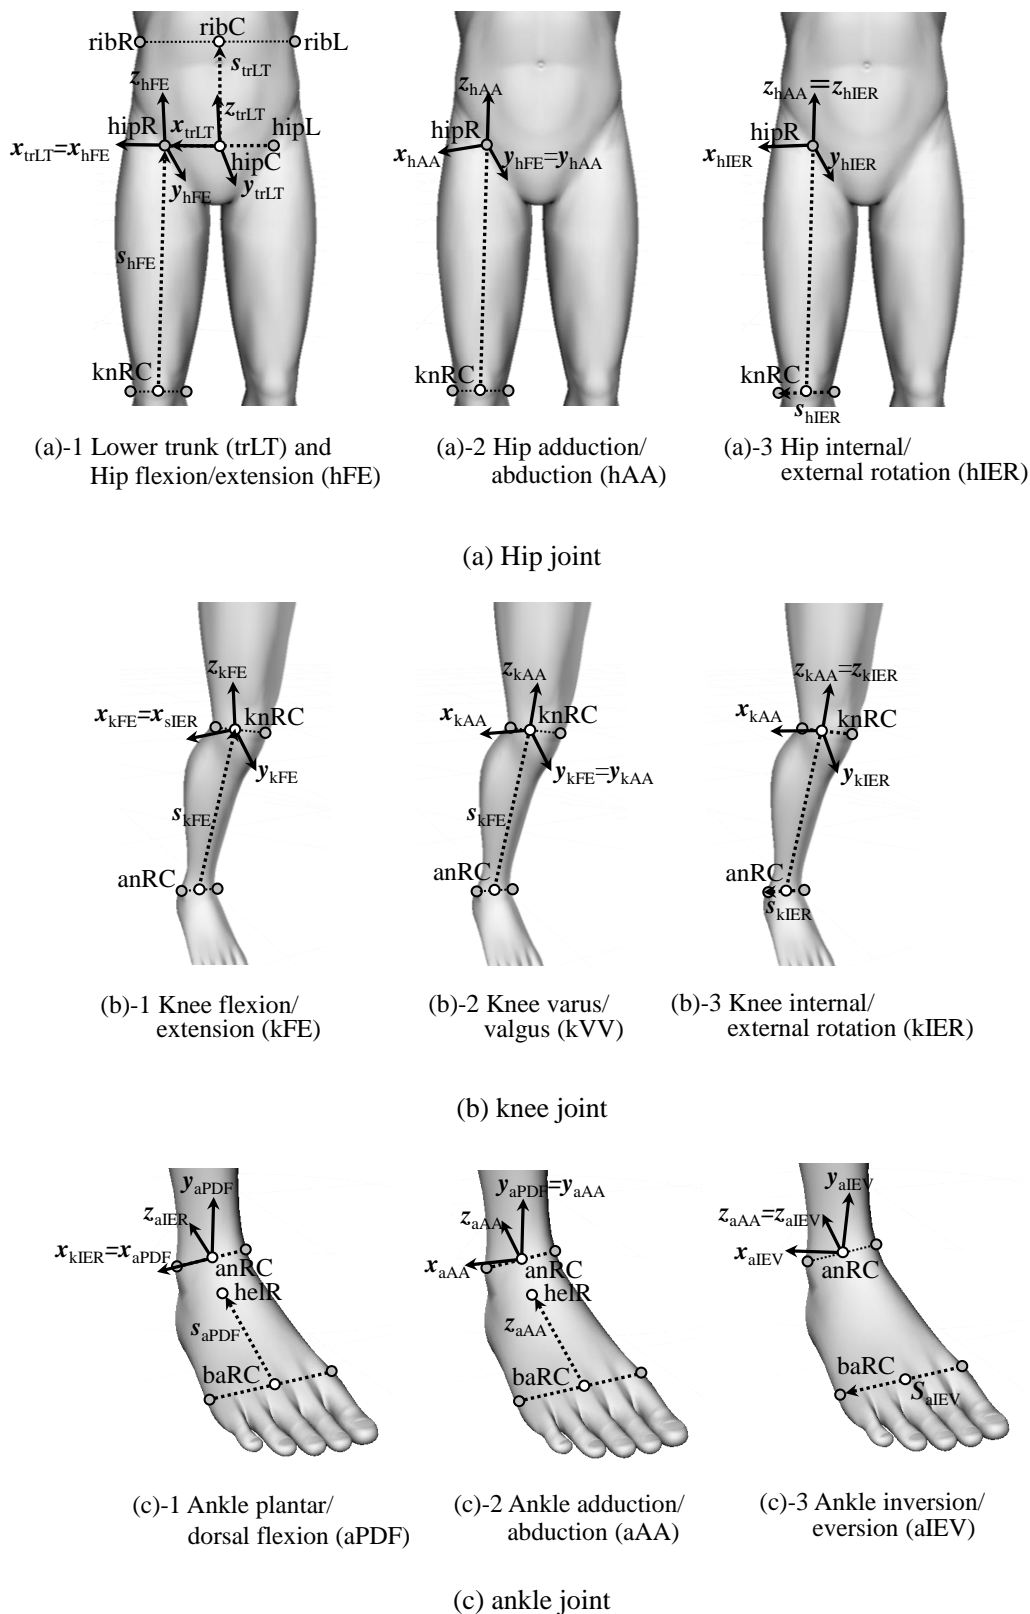 ribR ribC ribL
s_trLT
z_hFE
z_trLT
hipR x_trLT hipL
x_trLT=x_hFE
hipC
y_hFE y_trLT
s_hFE
knRC
z_hAA
hipR
x_hAA
y_hFE=y_hAA
knRC
z_hAA=z_hIER
hipR
x_hIER
y_hIER
knRC
s_hIER
(a)-1 Lower trunk (trLT) and
Hip flexion/extension (hFE)
(a)-2 Hip adduction/
abduction (hAA)
(a)-3 Hip internal/
external rotation (hIER)
(a) Hip joint
z_kFE
x_kFE=x_sIER
knRC
y_kFE
s_kFE
anRC
z_kAA
x_kAA
knRC
y_kFE=y_kAA
s_kFE
anRC
z_kAA=z_kIER
x_kAA
knRC
y_kIER
anRC
s_kIER
(b)-1 Knee flexion/
extension (kFE)
(b)-2 Knee varus/
valgus (kVV)
(b)-3 Knee internal/
external rotation (kIER)
(b) knee joint
y_aPDF
z_aIER
x_kIER=x_aPDF
anRC
helR
s_aPDF
baRC
y_aPDF=y_aAA
z_aAA
x_aAA
anRC
helR
z_aAA
baRC
y_aIEV
z_aAA=z_aIEV
x_aIEV
anRC
baRC
S_aIEV
(c)-1 Ankle plantar/
dorsal flexion (aPDF)
(c)-2 Ankle adduction/
abduction (aAA)
(c)-3 Ankle inversion/
eversion (aIEV)
(c) ankle joint